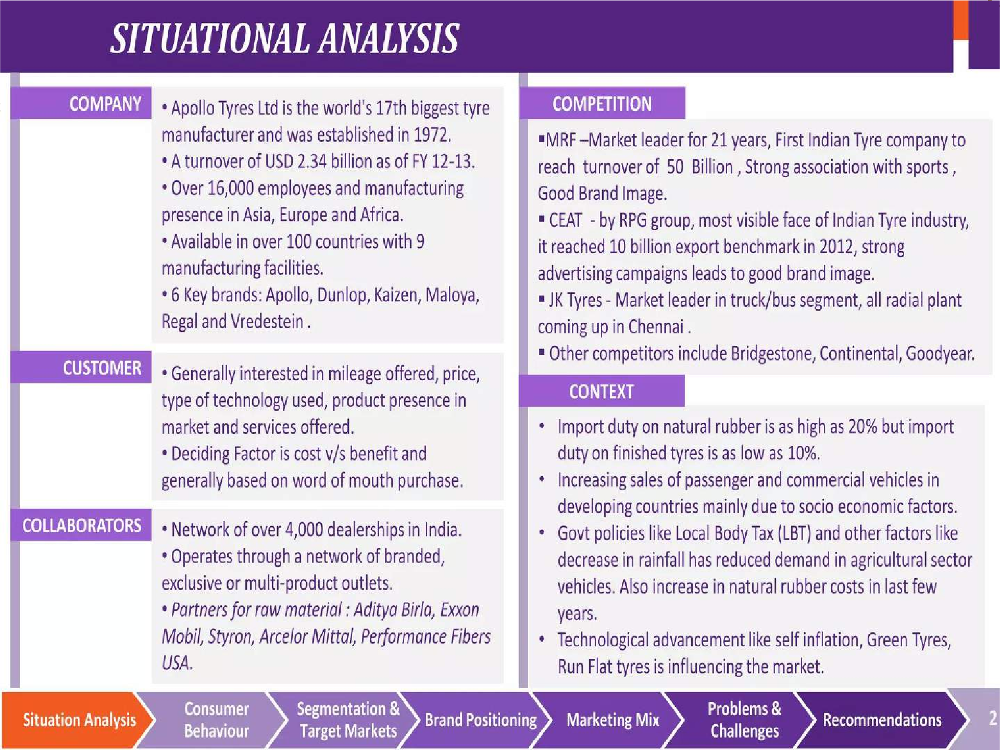 SITUATIONAL ANALYSIS
COMPANY
• Apollo Tyres Ltd is the world's 17th biggest tyre
manufacturer and was established in 1972.
• A turnover of USD 2.34 billion as of FY 12-13.
• Over 16,000 employees and manufacturing
presence in Asia, Europe and Africa.
• Available in over 100 countries with 9
manufacturing facilities.
• 6 Key brands: Apollo, Dunlop, Kaizen, Maloya,
Regal and Vredestein .
CUSTOMER
• Generally interested in mileage offered, price,
type of technology used, product presence in
market and services offered.
• Deciding Factor is cost v/s benefit and
generally based on word of mouth purchase.
COLLABORATORS
• Network of over 4,000 dealerships in India.
• Operates through a network of branded,
exclusive or multi-product outlets.
• Partners for raw material : Aditya Birla, Exxon
Mobil, Styron, Arcelor Mittal, Performance Fibers
USA.
COMPETITION
▪MRF –Market leader for 21 years, First Indian Tyre company to
reach turnover of 50 Billion , Strong association with sports ,
Good Brand Image.
▪ CEAT - by RPG group, most visible face of Indian Tyre industry,
it reached 10 billion export benchmark in 2012, strong
advertising campaigns leads to good brand image.
▪ JK Tyres - Market leader in truck/bus segment, all radial plant
coming up in Chennai .
▪ Other competitors include Bridgestone, Continental, Goodyear.
CONTEXT
• Import duty on natural rubber is as high as 20% but import
duty on finished tyres is as low as 10%.
• Increasing sales of passenger and commercial vehicles in
developing countries mainly due to socio economic factors.
• Govt policies like Local Body Tax (LBT) and other factors like
decrease in rainfall has reduced demand in agricultural sector
vehicles. Also increase in natural rubber costs in last few
years.
• Technological advancement like self inflation, Green Tyres,
Run Flat tyres is influencing the market.
Situation Analysis
Consumer
Behaviour
Segmentation &
Target Markets
Brand Positioning
Marketing Mix
Problems &
Challenges
Recommendations
2